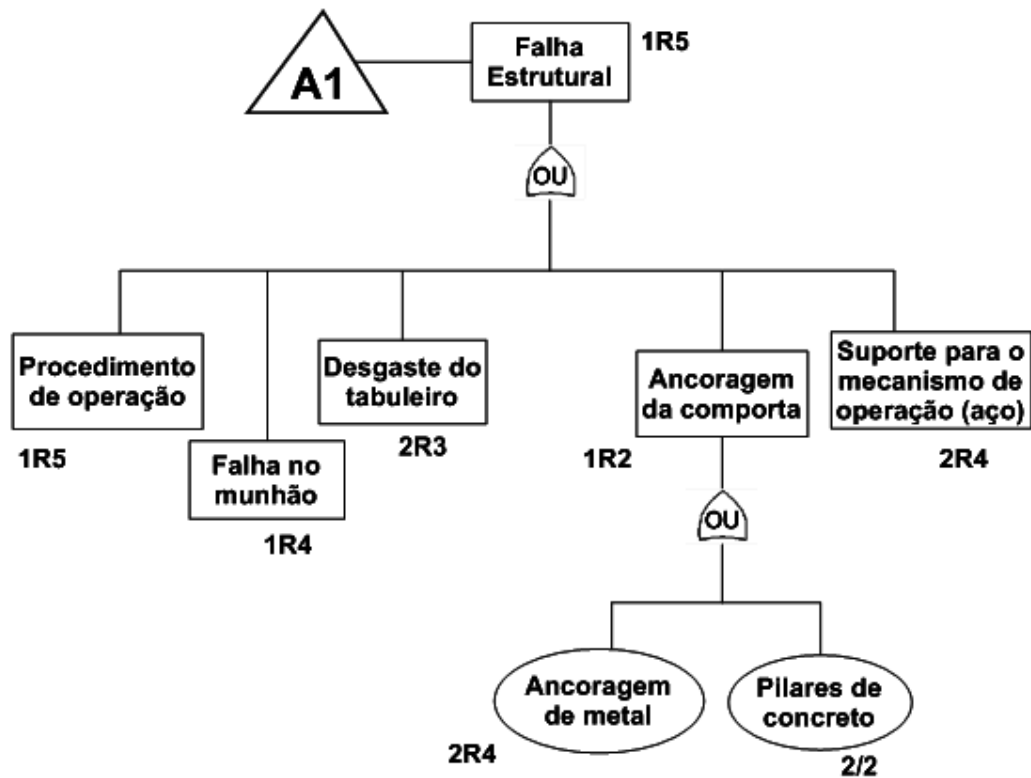 A1
Falha
Estrutural
1R5
OU
Procedimento
de operação
1R5
Falha no
munhão
1R4
Desgaste do
tabuleiro
2R3
Ancoragem
da comporta
1R2
Suporte para o
mecanismo de
operação (aço)
2R4
OU
Ancoragem
de metal
2R4
Pilares de
concreto
2/2